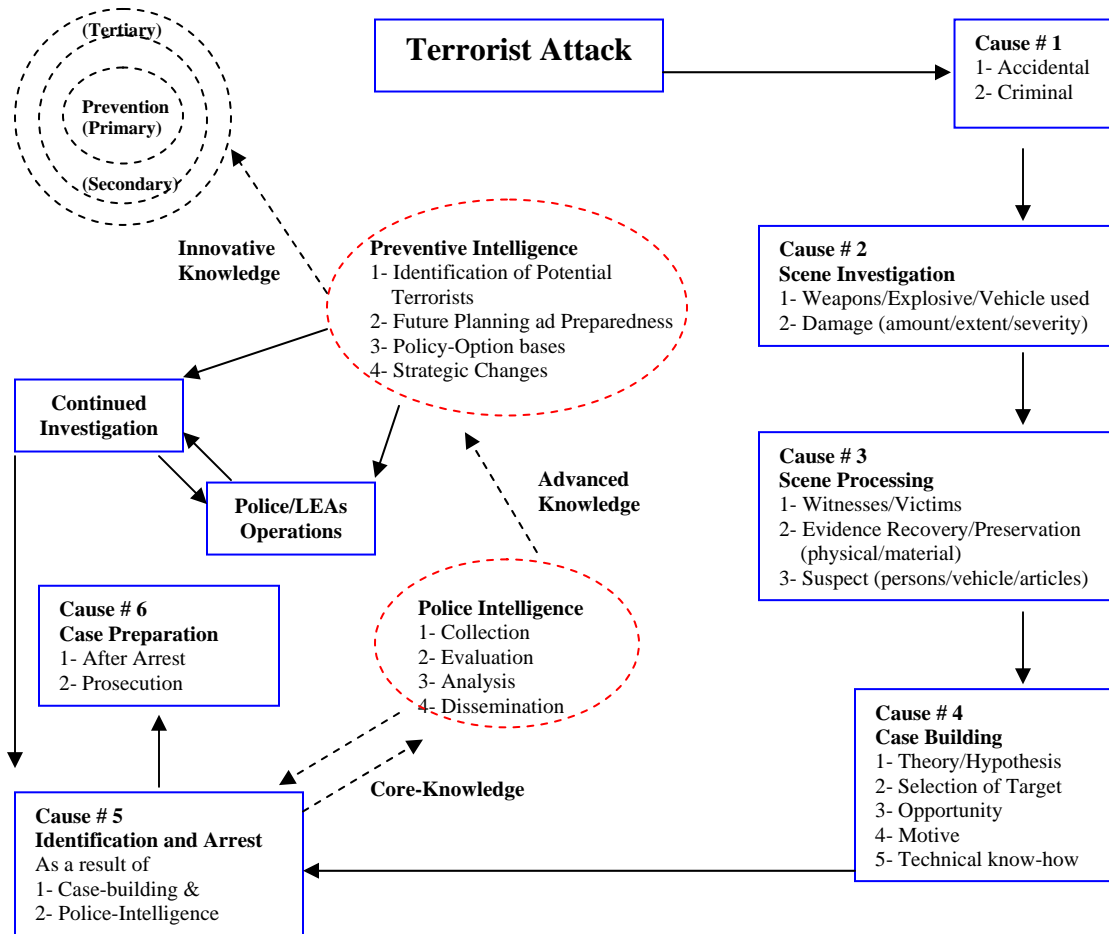 (Tertiary)
Prevention
(Primary)
(Secondary)
Terrorist Attack
Cause # 1
1- Accidental
2- Criminal
Innovative
Knowledge
Preventive Intelligence
1- Identification of Potential
Terrorists
2- Future Planning ad Preparedness
3- Policy-Option bases
4- Strategic Changes
Cause # 2
Scene Investigation
1- Weapons/Explosive/Vehicle used
2- Damage (amount/extent/severity)
Continued
Investigation
Police/LEAs
Operations
Advanced
Knowledge
Cause # 3
Scene Processing
1- Witnesses/Victims
2- Evidence Recovery/Preservation
(physical/material)
3- Suspect (persons/vehicle/articles)
Cause # 6
Case Preparation
1- After Arrest
2- Prosecution
Police Intelligence
1- Collection
2- Evaluation
3- Analysis
4- Dissemination
Core-Knowledge
Cause # 4
Case Building
1- Theory/Hypothesis
2- Selection of Target
3- Opportunity
4- Motive
5- Technical know-how
Cause # 5
Identification and Arrest
As a result of
1- Case-building &
2- Police-Intelligence